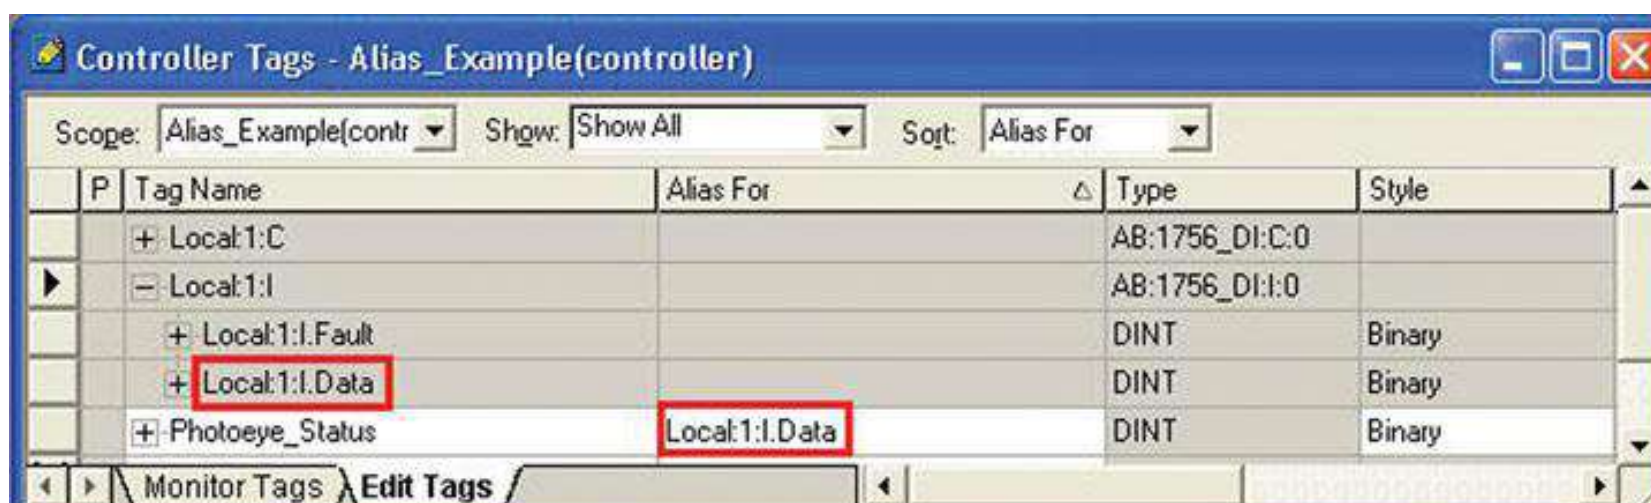 Controller Tags - Alias_Example(controller)
Scope: Alias_Example(contr Show: Show All Sort: Alias For
P Tag Name Alias For Type Style
+ Local:1:C AB:1756_DI:C:0
- Local:1:I AB:1756_DI:I:0
+ Local:1:I.Fault DINT Binary
+ Local:1:I.Data DINT Binary
+ Photoeye_Status Local:1:I.Data DINT Binary
Monitor Tags Edit Tags